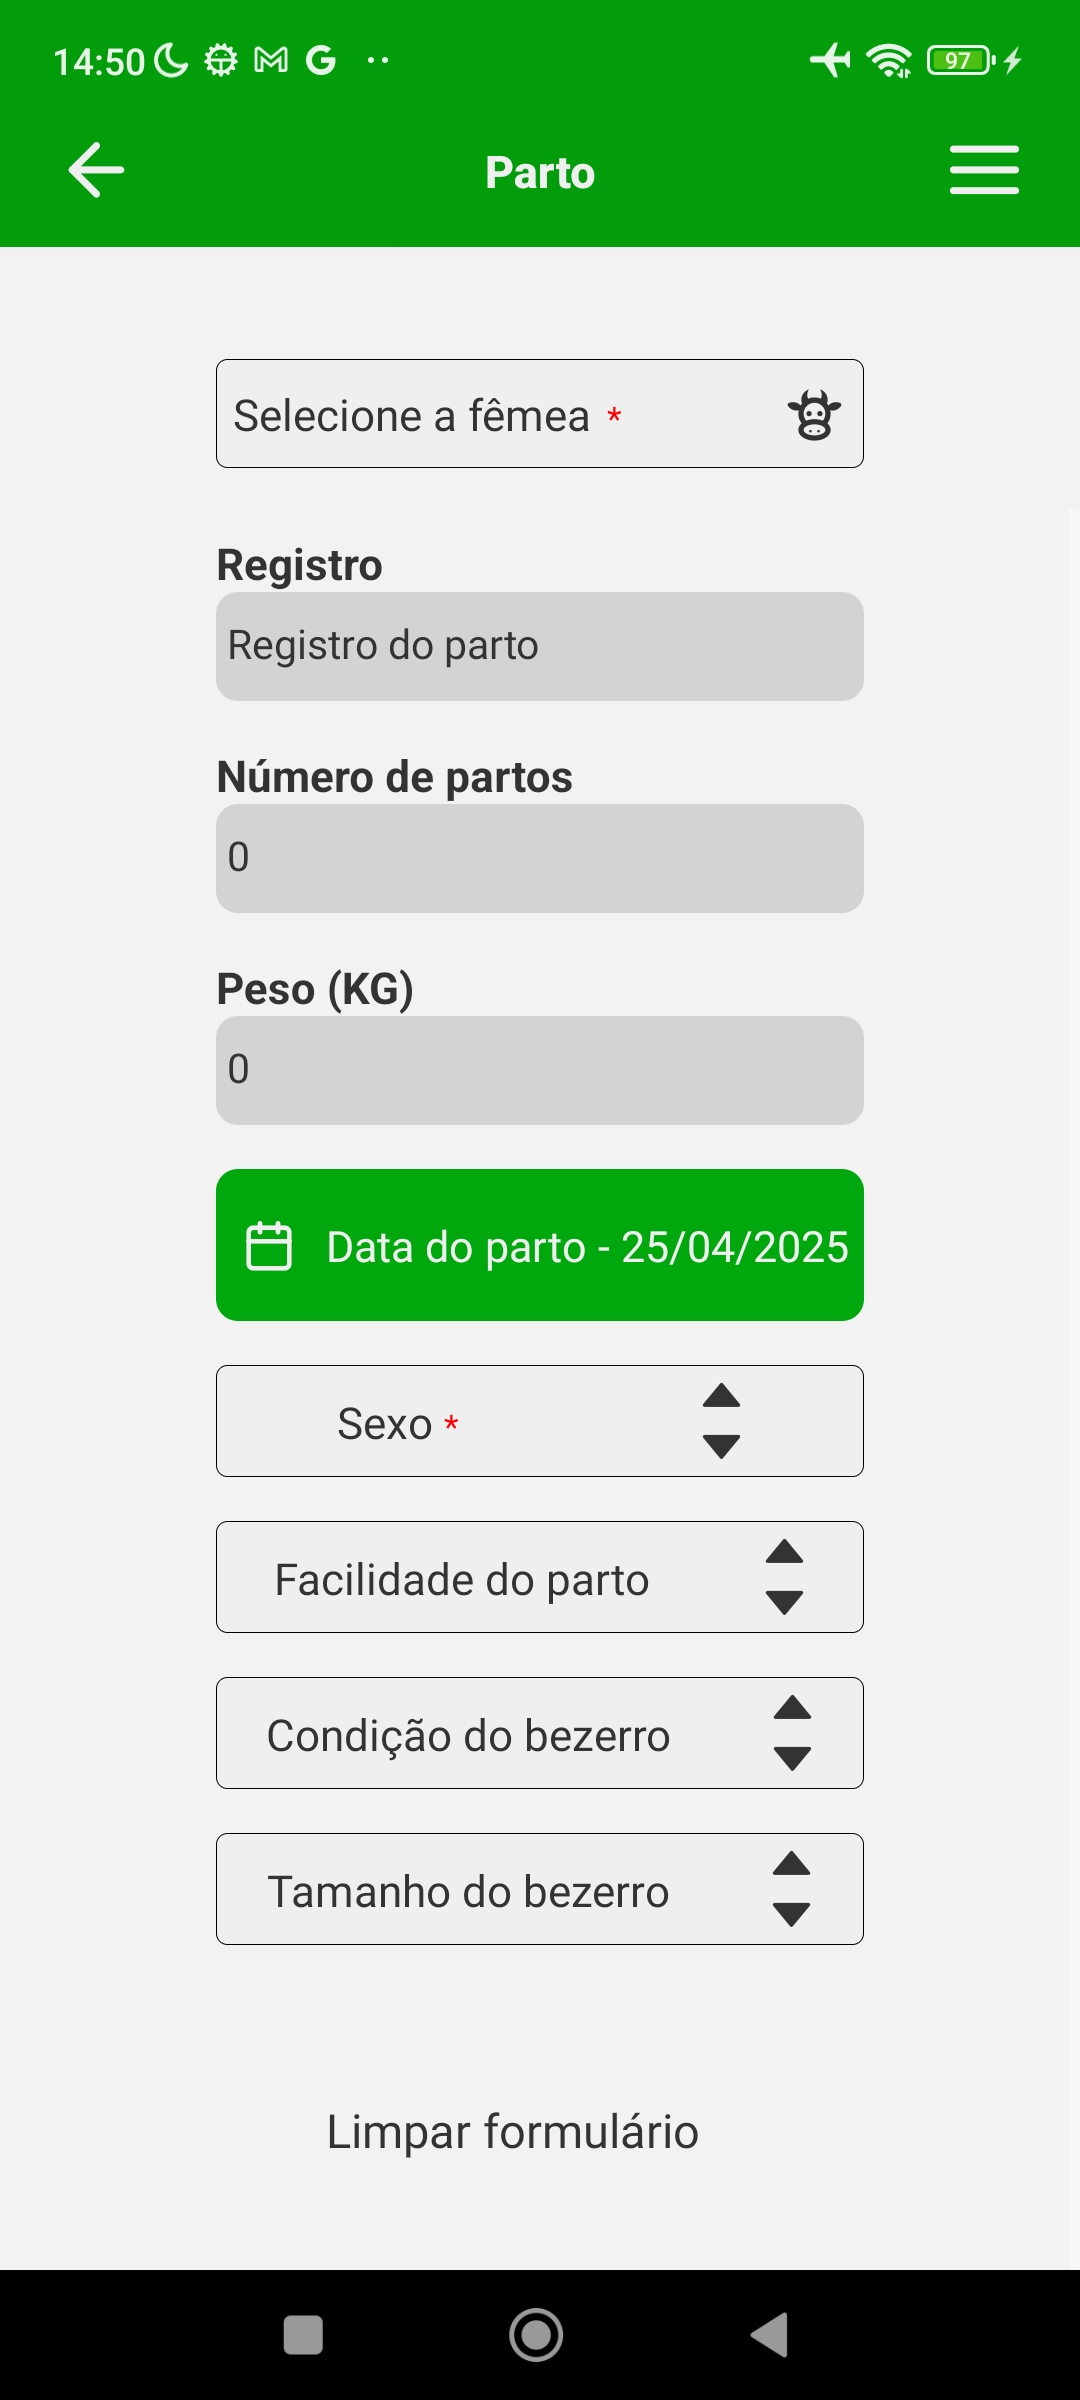 14:50
97
Parto
Selecione a fêmea *
Registro
Registro do parto
Número de partos
0
Peso (KG)
0
Data do parto - 25/04/2025
Sexo *
Facilidade do parto
Condição do bezerro
Tamanho do bezerro
Limpar formulário